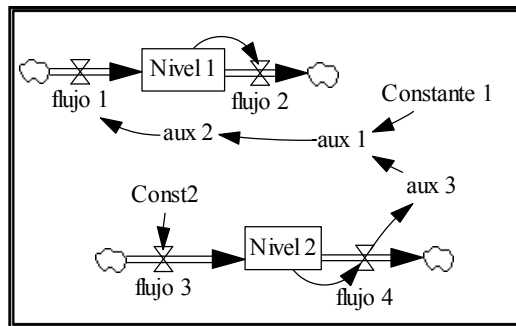 Nivel 1
flujo 1
flujo 2
Constante 1
aux 2
aux 1
aux 3
Const2
Nivel 2
flujo 3
flujo 4